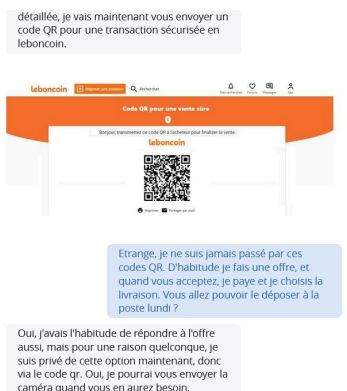 détaillée, je vais maintenant vous envoyer un
code QR pour une transaction sécurisée en
leboncoin.
leboncoin
Déposer une annonce
Rechercher
Mes recherches Favoris Messages
Code QR pour une vente sûre
Bonjour, transmettez ce code QR à l'acheteur pour finaliser la vente.
leboncoin
Imprimer Partager par mail
Etrange, je ne suis jamais passé par ces
codes QR. D'habitude je fais une offre, et
quand vous acceptez, je paye et je choisis la
livraison. Vous allez pouvoir le déposer à la
poste lundi ?
Oui, j'avais l'habitude de répondre à l'offre
aussi, mais pour une raison quelconque, je
suis privé de cette option maintenant, donc
via le code qr. Oui, je pourrai vous envoyer la
caméra quand vous en aurez besoin.